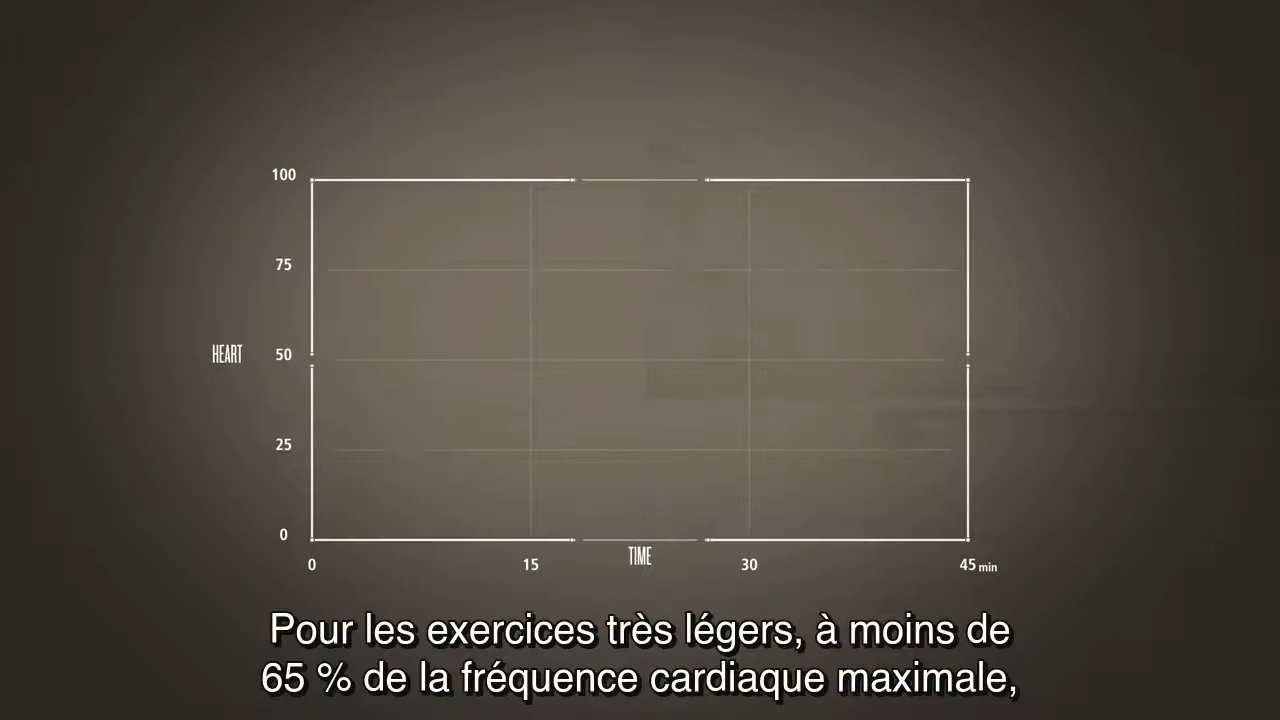 100
75
HEART
50
25
0
TIME
0 15 30 45 min
Pour les exercices très légers, à moins de
65 % de la fréquence cardiaque maximale,